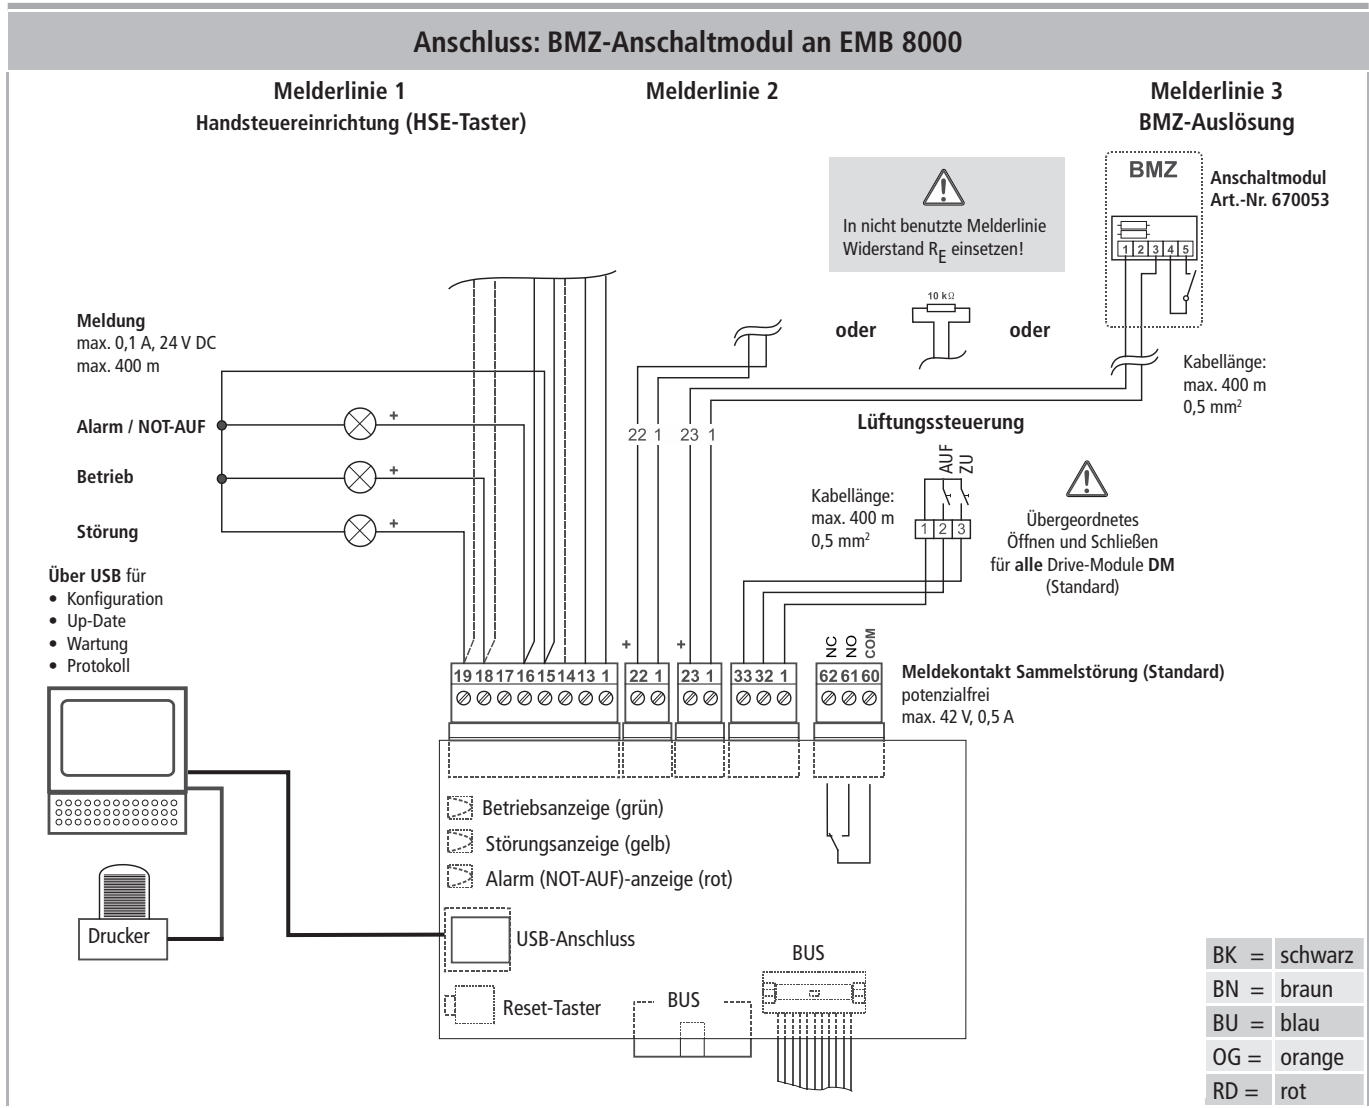 Anschluss: BMZ-Anschaltmodul an EMB 8000
Melderlinie 1
Handsteuereinrichtung (HSE-Taster)
Melderlinie 2
Melderlinie 3
BMZ-Auslösung
BMZ
Anschaltmodul
Art.-Nr. 670053
1 2 3 4 5
In nicht benutzte Melderlinie
Widerstand RE einsetzen!
10 kΩ
oder
oder
Meldung
max. 0,1 A, 24 V DC
max. 400 m
Kabellänge:
max. 400 m
0,5 mm²
Alarm / NOT-AUF
+
22 1 23 1
Lüftungssteuerung
AUF
ZU
Betrieb
+
Kabellänge:
max. 400 m
0,5 mm²
1 2 3
Störung
+
Übergeordnetes
Öffnen und Schließen
für alle Drive-Module DM
(Standard)
Über USB für
• Konfiguration
• Up-Date
• Wartung
• Protokoll
+
+
NC
NO
COM
19 18 17 16 15 14 13 1
22 1
23 1
33 32 1
62 61 60
Meldekontakt Sammelstörung (Standard)
potenzialfrei
max. 42 V, 0,5 A
Betriebsanzeige (grün)
Störungsanzeige (gelb)
Alarm (NOT-AUF)-anzeige (rot)
Drucker
USB-Anschluss
BUS
Reset-Taster
BUS
BK = schwarz
BN = braun
BU = blau
OG = orange
RD = rot